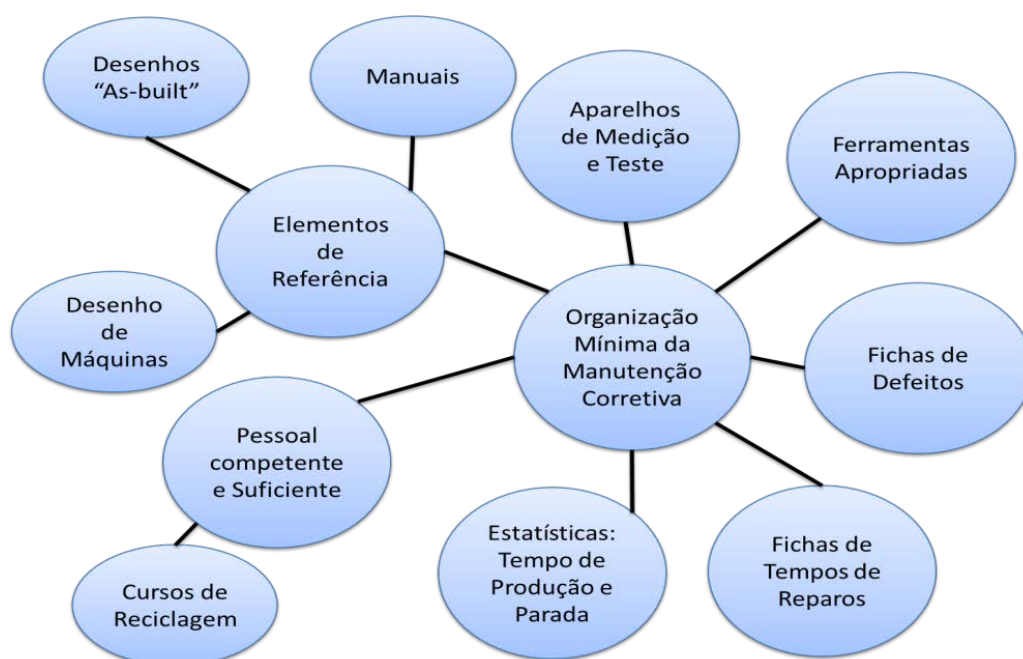 Desenhos
“As-built”
Manuais
Aparelhos
de Medição
e Teste
Ferramentas
Apropriadas
Elementos
de
Referência
Desenho
de
Máquinas
Organização
Mínima da
Manutenção
Corretiva
Fichas de
Defeitos
Pessoal
competente
e Suficiente
Estatísticas:
Tempo de
Produção e
Parada
Fichas de
Tempos de
Reparos
Cursos de
Reciclagem